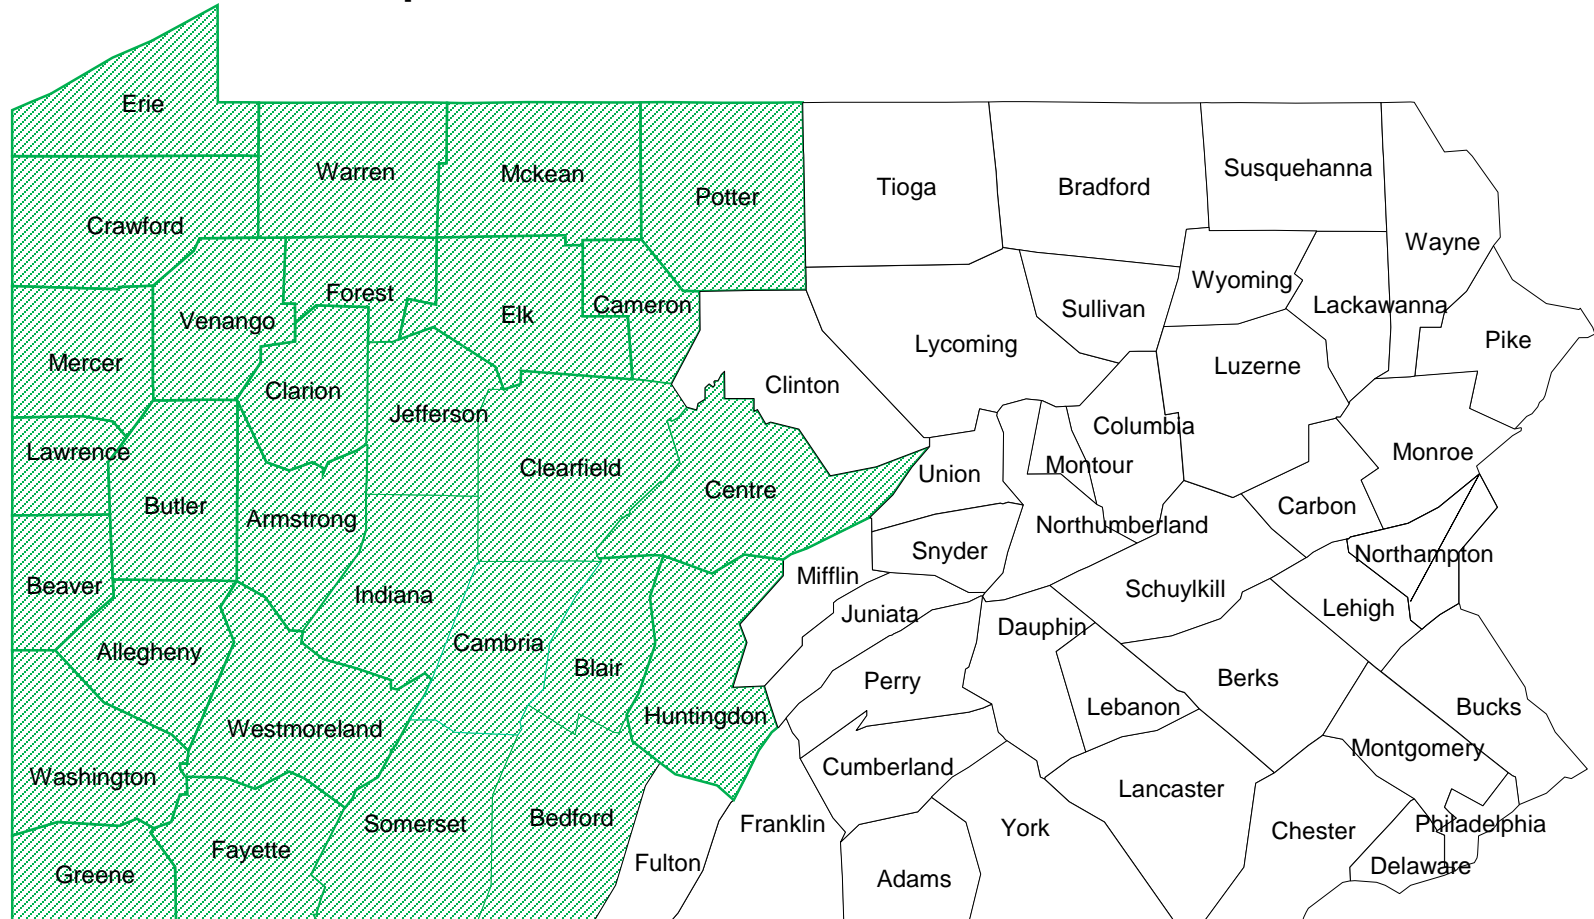 Erie
Warren
Mckean
Potter
Tioga
Bradford
Susquehanna
Wayne
Crawford
Forest
Cameron
Wyoming
Lackawanna
Venango
Elk
Sullivan
Pike
Mercer
Clarion
Jefferson
Lycoming
Clinton
Luzerne
Columbia
Monroe
Lawrence
Clearfield
Centre
Union
Montour
Carbon
Butler
Armstrong
Northumberland
Snyder
Northampton
Beaver
Indiana
Mifflin
Juniata
Schuylkill
Lehigh
Allegheny
Cambria
Blair
Dauphin
Perry
Berks
Lebanon
Bucks
Westmoreland
Huntingdon
Washington
Cumberland
Montgomery
Lancaster
Somerset
Bedford
Franklin
York
Chester
Philadelphia
Fayette
Greene
Fulton
Adams
Delaware